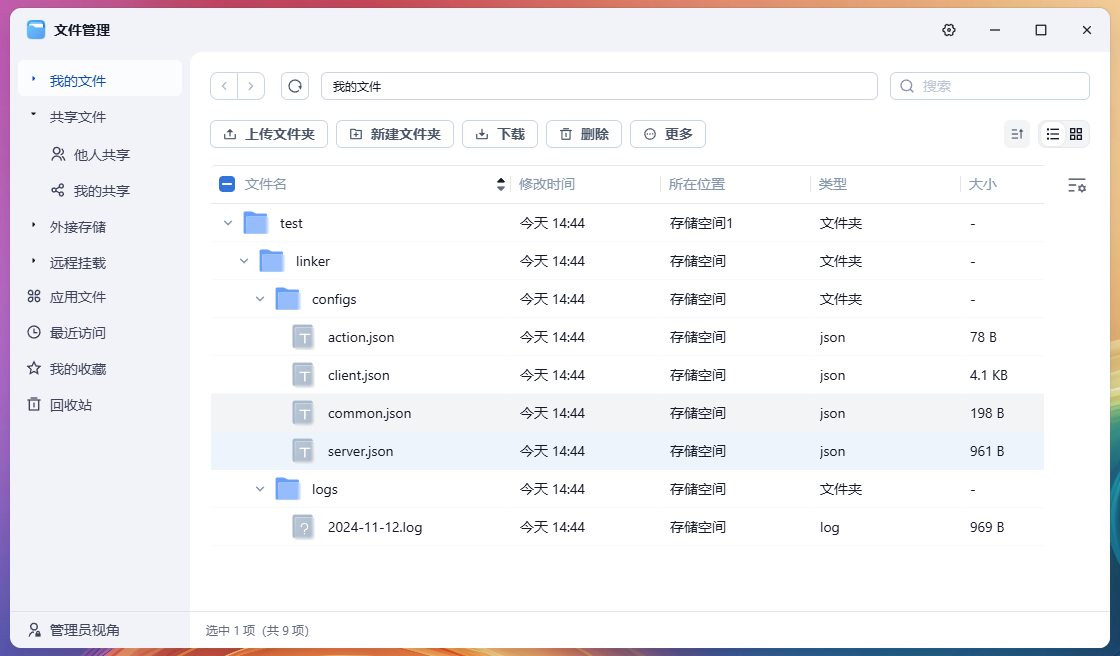 文件管理
我的文件
共享文件
他人共享
我的共享
外接存储
远程挂载
应用文件
最近访问
我的收藏
回收站
管理员视角
我的文件
搜索
上传文件夹 新建文件夹 下载 删除 更多
文件名 修改时间 所在位置 类型 大小
test 今天 14:44 存储空间1 文件夹 -
linker 今天 14:44 存储空间 文件夹 -
configs 今天 14:44 存储空间 文件夹 -
action.json 今天 14:44 存储空间 json 78 B
client.json 今天 14:44 存储空间 json 4.1 KB
common.json 今天 14:44 存储空间 json 198 B
server.json 今天 14:44 存储空间 json 961 B
logs 今天 14:44 存储空间 文件夹 -
2024-11-12.log 今天 14:44 存储空间 log 969 B
选中 1 项 (共 9 项)